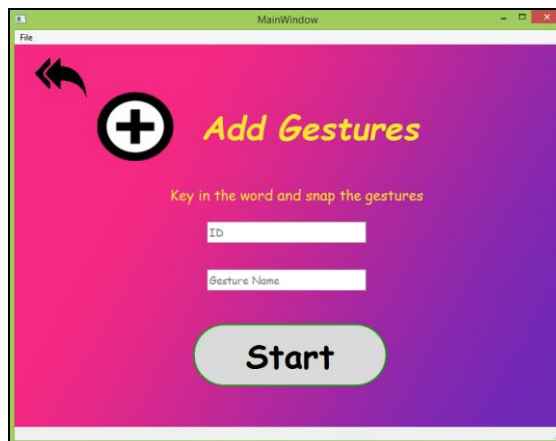 MainWindow
File
Add Gestures
Key in the word and snap the gestures
ID
Gesture Name
Start